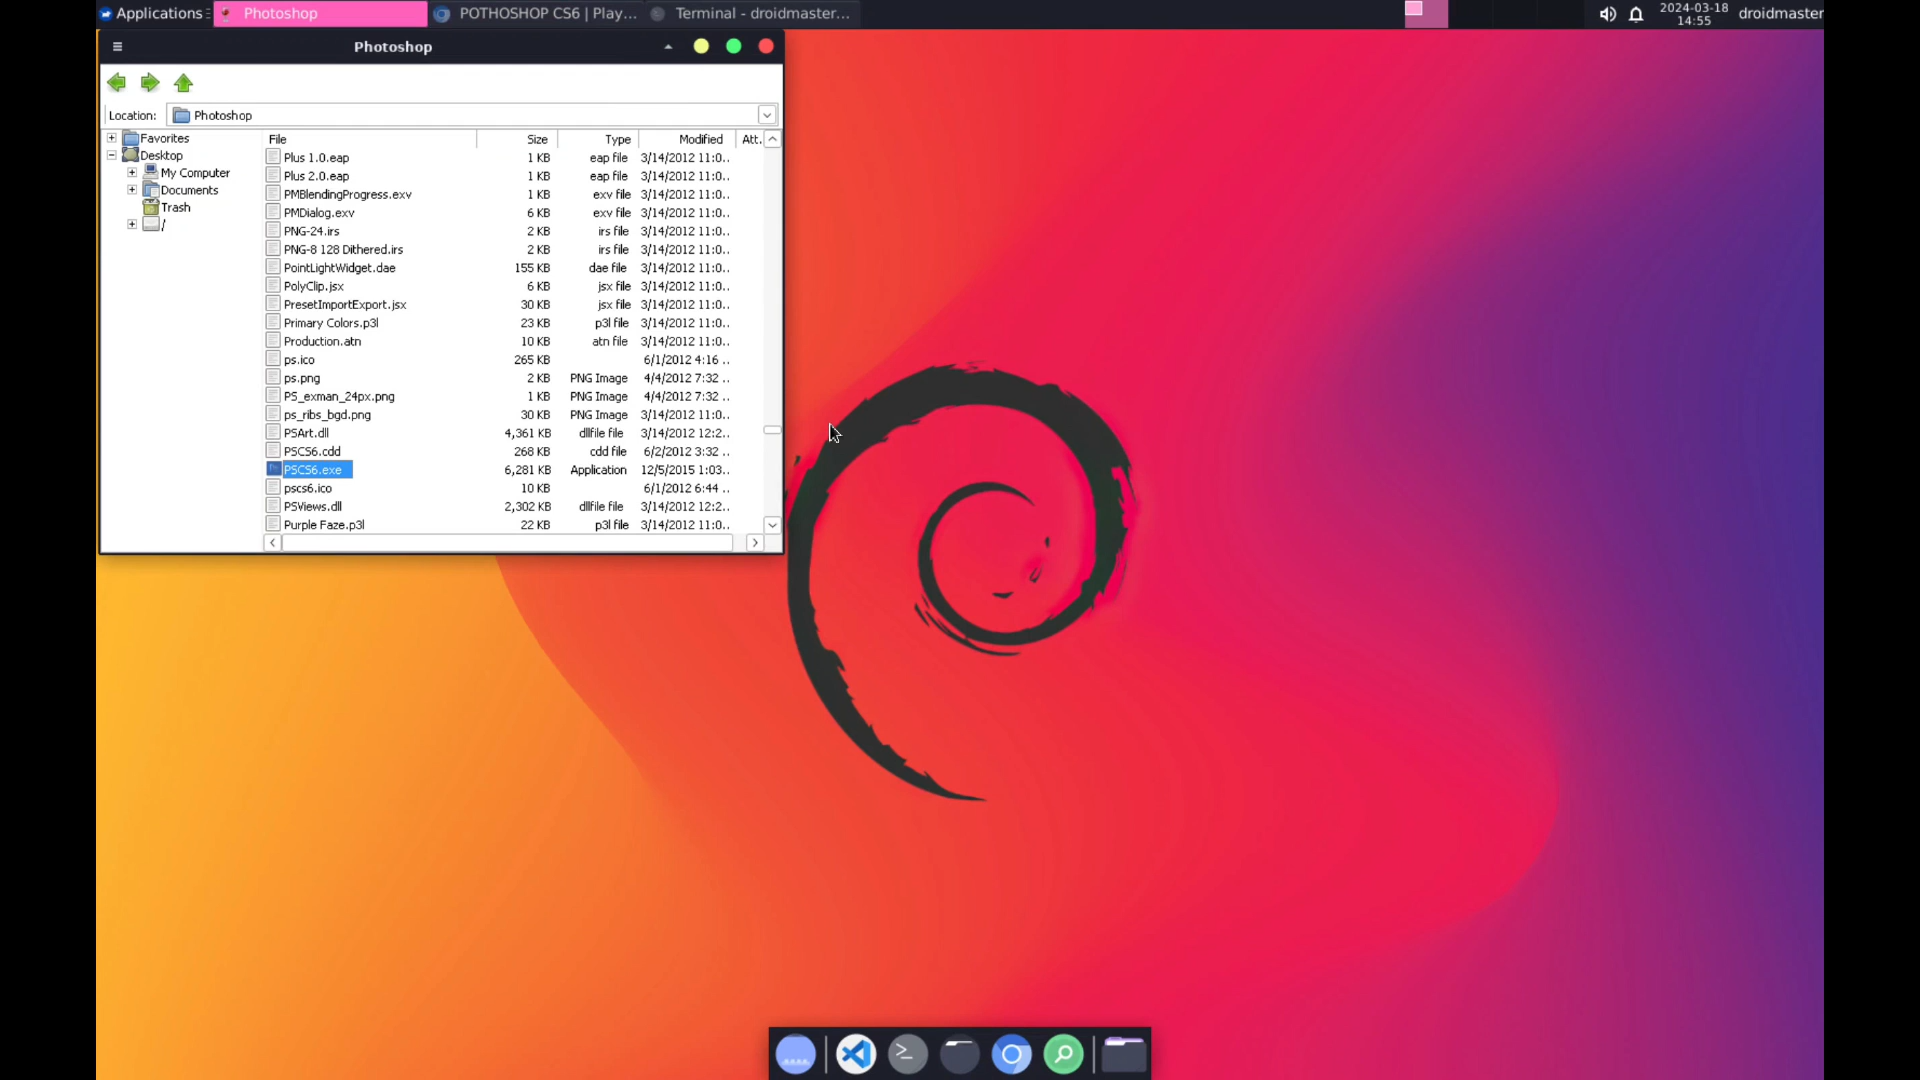 Applications
Photoshop
POTHOSHOP CS6 | Play...
Terminal - droidmaster...
2024-03-18
14:55
droidmaster
Photoshop
Location: Photoshop
Favorites
Desktop
My Computer
Documents
Trash
/
File Size Type Modified Att.
Plus 1.0.eap 1 KB eap file 3/14/2012 11:0..
Plus 2.0.eap 1 KB eap file 3/14/2012 11:0..
PMBlendingProgress.exv 1 KB exv file 3/14/2012 11:0..
PMDialog.exv 6 KB exv file 3/14/2012 11:0..
PNG-24.irs 2 KB irs file 3/14/2012 11:0..
PNG-8 128 Dithered.irs 2 KB irs file 3/14/2012 11:0..
PointLightWidget.dae 155 KB dae file 3/14/2012 11:0..
PolyClip.jsx 6 KB jsx file 3/14/2012 11:0..
PresetImportExport.jsx 30 KB jsx file 3/14/2012 11:0..
Primary Colors.p3l 23 KB p3l file 3/14/2012 11:0..
Production.atn 10 KB atn file 3/14/2012 11:0..
ps.ico 265 KB 6/1/2012 4:16 ..
ps.png 2 KB PNG Image 4/4/2012 7:32 ..
PS_exman_24px.png 1 KB PNG Image 4/4/2012 7:32 ..
ps_ribs_bgd.png 30 KB PNG Image 3/14/2012 11:0..
PSArt.dll 4,361 KB dllfile file 3/14/2012 12:2..
PSCS6.cdd 268 KB cdd file 6/2/2012 3:32 ..
PSCS6.exe 6,281 KB Application 12/5/2015 1:03..
pscs6.ico 10 KB 6/1/2012 6:44 ..
PSViews.dll 2,302 KB dllfile file 3/14/2012 12:2..
Purple Faze.p3l 22 KB p3l file 3/14/2012 11:0..